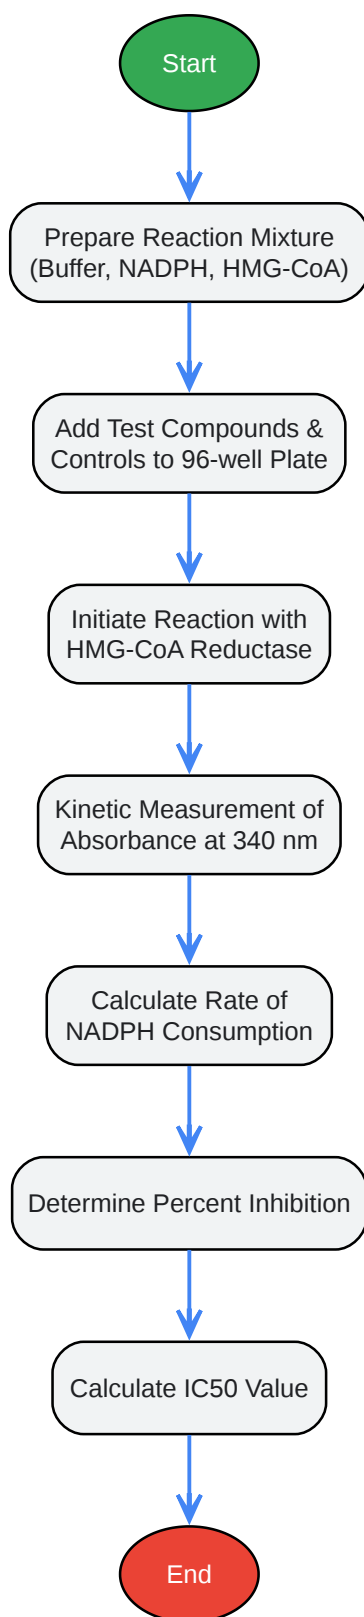 Start
Prepare Reaction Mixture
(Buffer, NADPH, HMG-CoA)
Add Test Compounds &
Controls to 96-well Plate
Initiate Reaction with
HMG-CoA Reductase
Kinetic Measurement of
Absorbance at 340 nm
Calculate Rate of
NADPH Consumption
Determine Percent Inhibition
Calculate IC50 Value
End